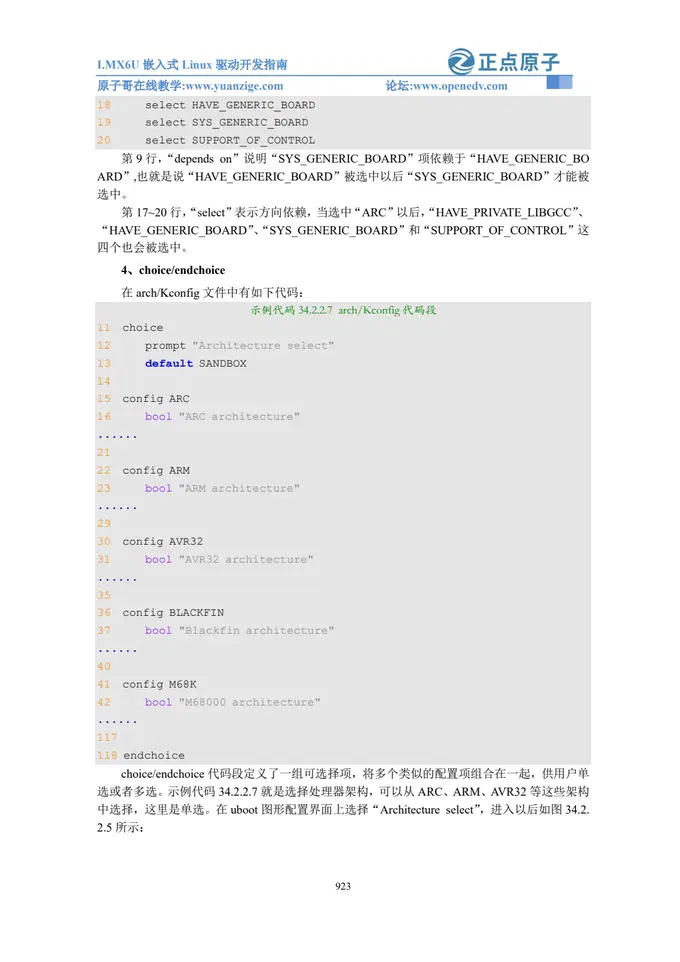 I.MX6U 嵌入式 Linux 驱动开发指南
正点原子
原子哥在线教学:www.yuanzige.com 论坛:www.openedv.com
18 select HAVE_GENERIC_BOARD
19 select SYS_GENERIC_BOARD
20 select SUPPORT_OF_CONTROL
第 9 行，“depends on”说明“SYS_GENERIC_BOARD”项依赖于“HAVE_GENERIC_BO
ARD”,也就是说“HAVE_GENERIC_BOARD”被选中以后“SYS_GENERIC_BOARD”才能被
选中。
第 17~20 行，“select”表示方向依赖，当选中“ARC”以后，“HAVE_PRIVATE_LIBGCC”、
“HAVE_GENERIC_BOARD”、“SYS_GENERIC_BOARD”和“SUPPORT_OF_CONTROL”这
四个也会被选中。
4、choice/endchoice
在 arch/Kconfig 文件中有如下代码：
示例代码 34.2.2.7 arch/Kconfig 代码段
11 choice
12 prompt "Architecture select"
13 default SANDBOX
14
15 config ARC
16 bool "ARC architecture"
......
21
22 config ARM
23 bool "ARM architecture"
......
29
30 config AVR32
31 bool "AVR32 architecture"
......
35
36 config BLACKFIN
37 bool "Blackfin architecture"
......
40
41 config M68K
42 bool "M68000 architecture"
......
117
118 endchoice
choice/endchoice 代码段定义了一组可选择项，将多个类似的配置项组合在一起，供用户单
选或者多选。示例代码 34.2.2.7 就是选择处理器架构，可以从 ARC、ARM、AVR32 等这些架构
中选择，这里是单选。在 uboot 图形配置界面上选择“Architecture select”，进入以后如图 34.2.
2.5 所示：
923